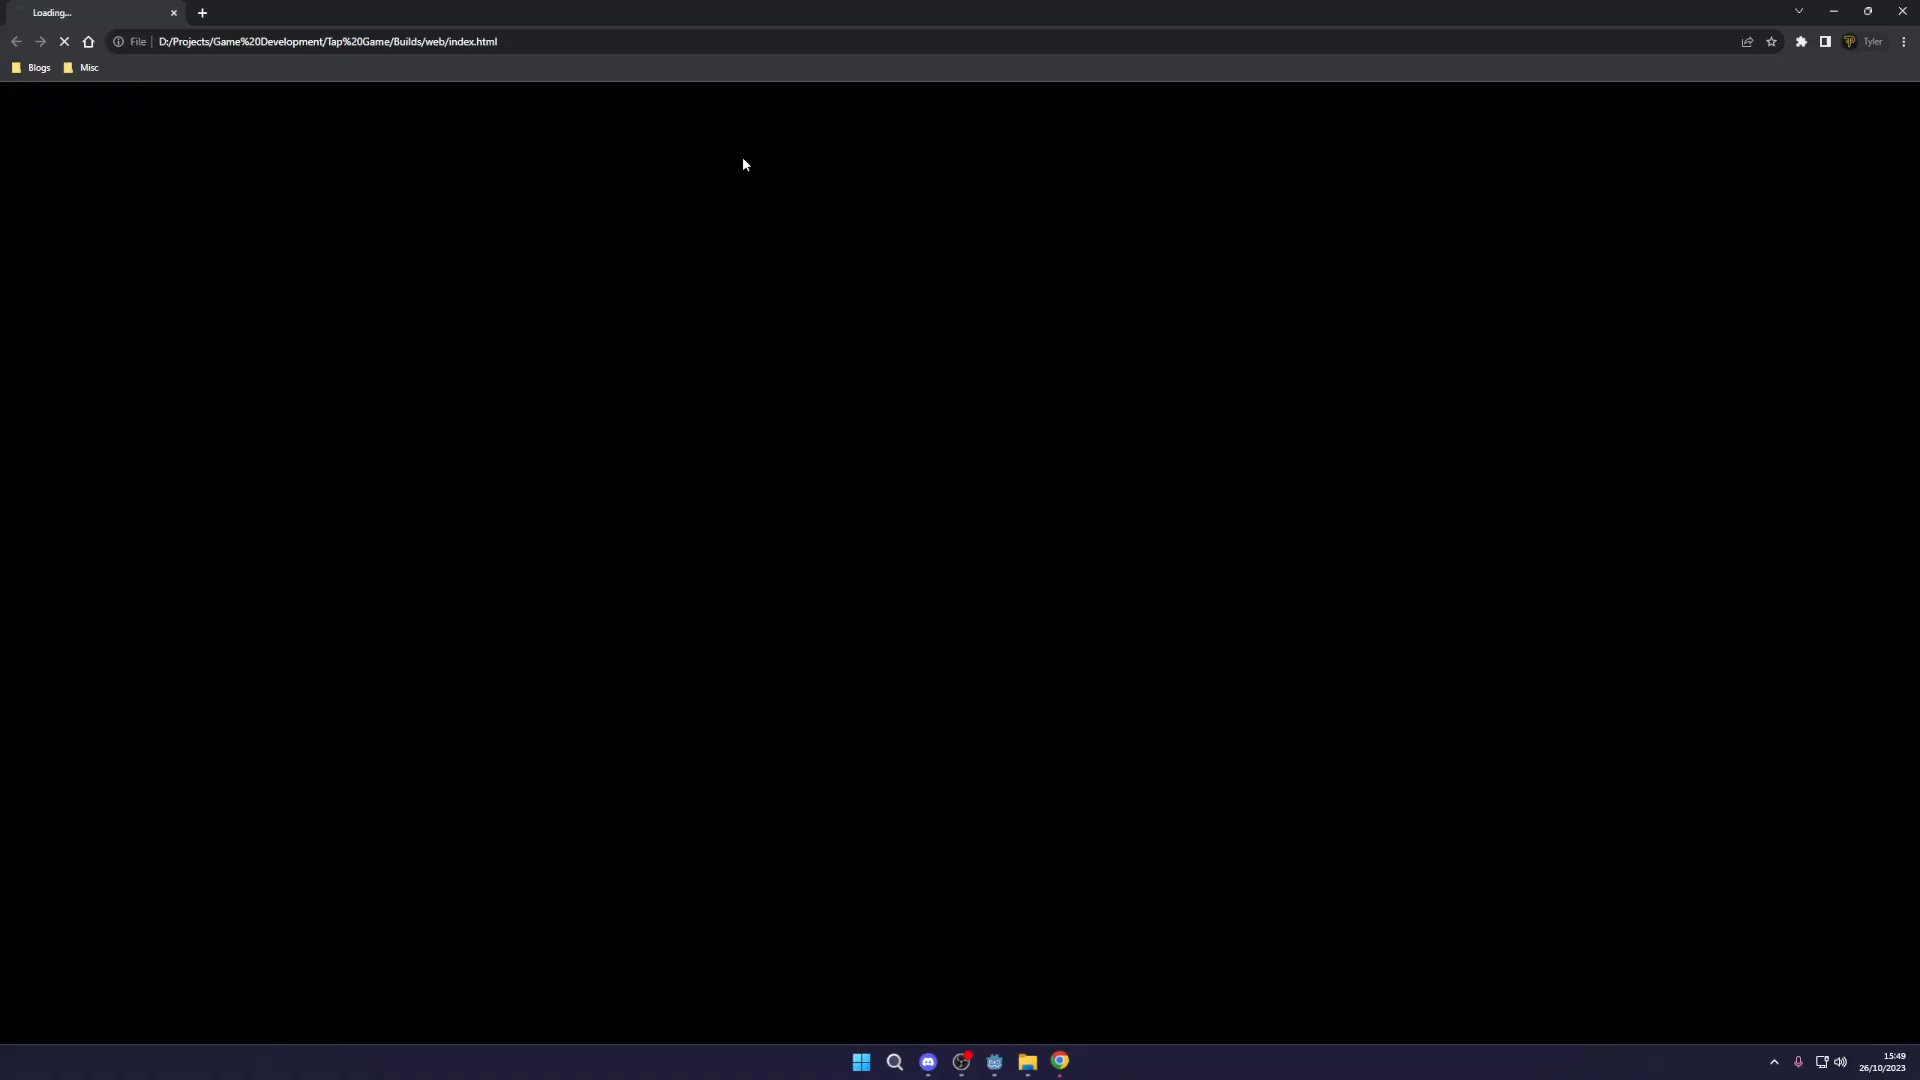 Loading...
File
D:/Projects/Game%20Development/Tap%20Game/Builds/web/index.html
Tyler
Blogs
Misc
15:49
26/10/2023